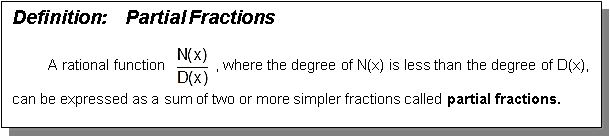 Definition: Partial Fractions
A rational function N(x)/D(x) , where the degree of N(x) is less than the degree of D(x),
can be expressed as a sum of two or more simpler fractions called partial fractions.